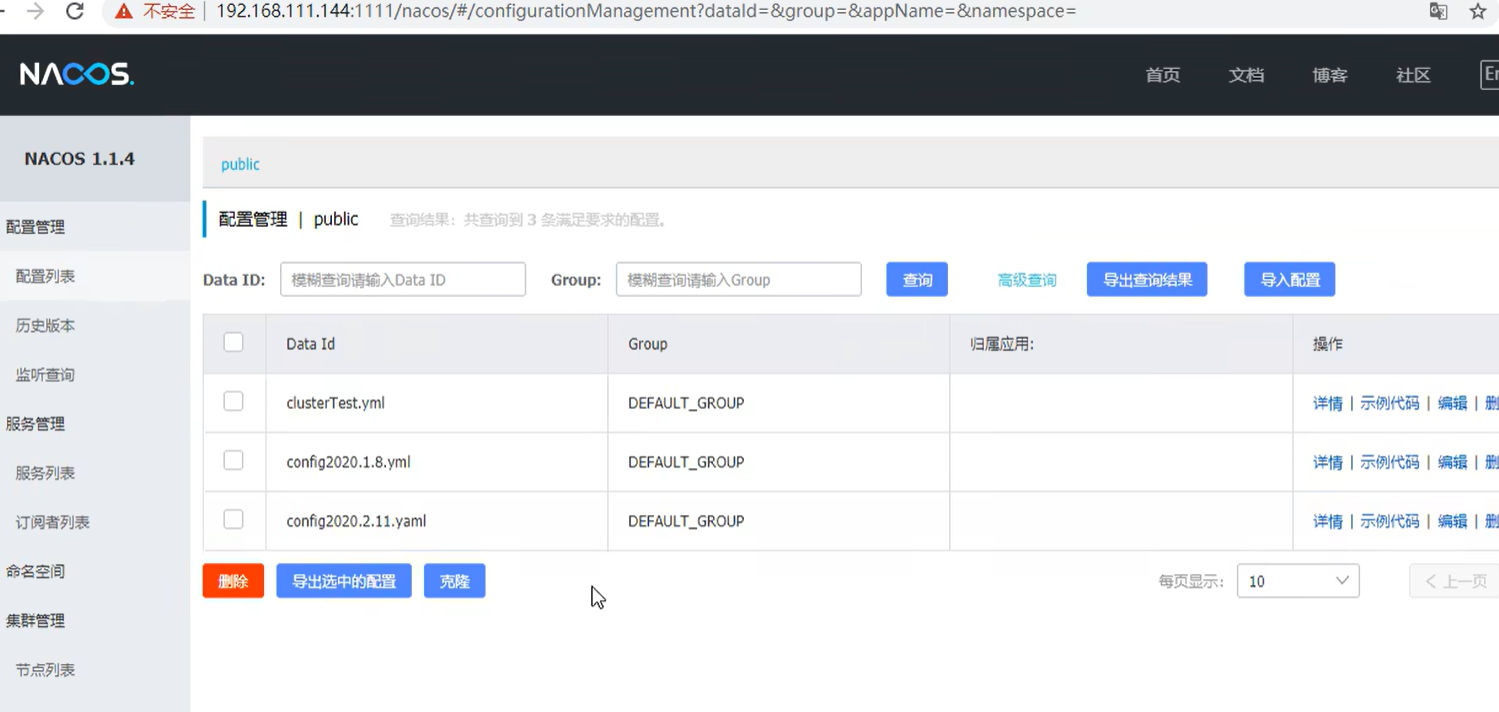 不安全 192.168.111.144:1111/nacos/#/configurationManagement?dataId=&group=&appName=&namespace=
NACOS.
首页 文档 博客 社区 En
NACOS 1.1.4
配置管理
配置列表
历史版本
监听查询
服务管理
服务列表
订阅者列表
命名空间
集群管理
节点列表
public
配置管理 | public 查询结果：共查询到 3 条满足要求的配置。
Data ID: 模糊查询请输入Data ID Group: 模糊查询请输入Group 查询 高级查询 导出查询结果 导入配置
Data Id Group 归属应用: 操作
clusterTest.yml DEFAULT_GROUP 详情 | 示例代码 | 编辑 | 删
config2020.1.8.yml DEFAULT_GROUP 详情 | 示例代码 | 编辑 | 删
config2020.2.11.yaml DEFAULT_GROUP 详情 | 示例代码 | 编辑 | 删
删除 导出选中的配置 克隆 每页显示: 10 < 上一页